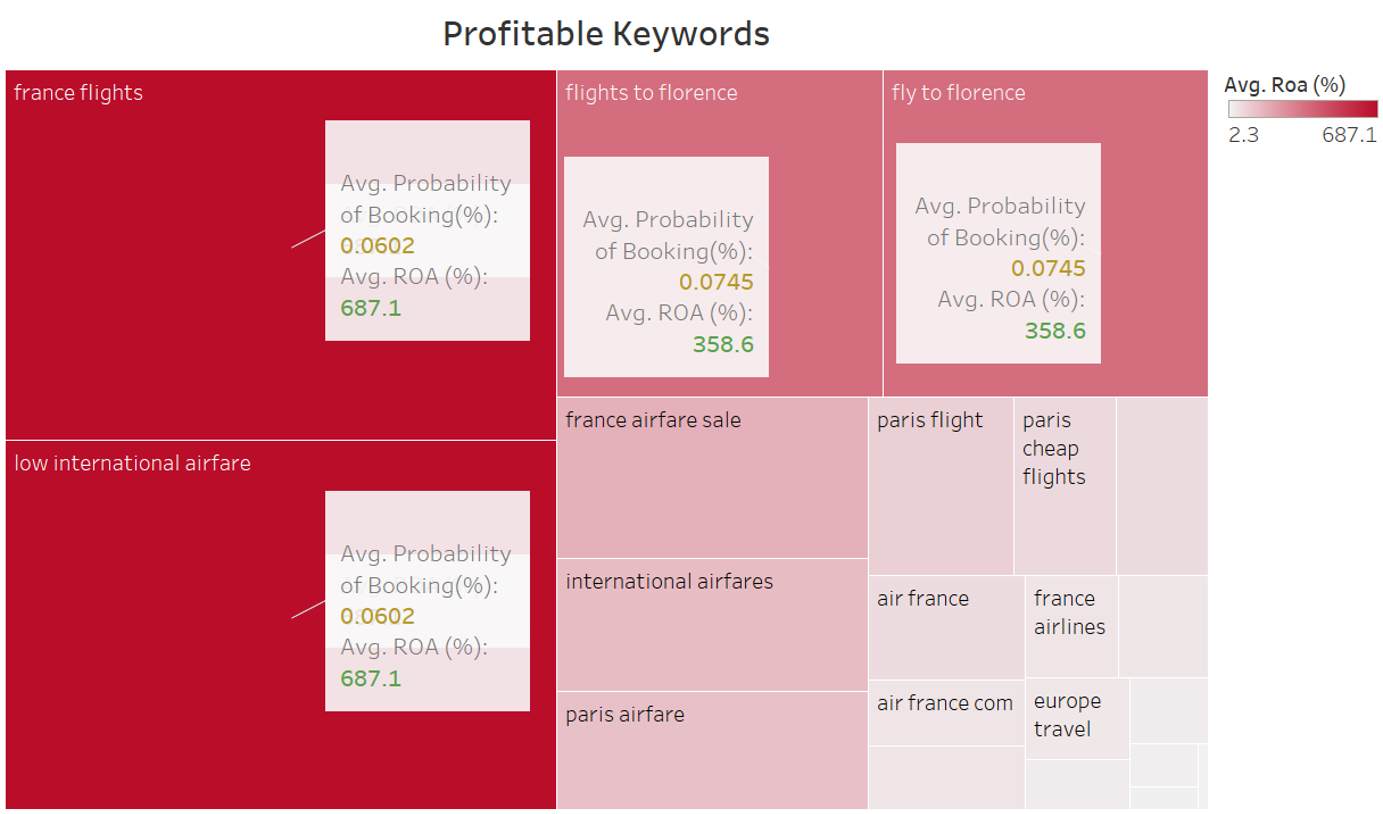 Profitable Keywords
france flights
Avg. Probability
of Booking(%):
0.0602
Avg. ROA (%):
687.1
flights to florence
Avg. Probability
of Booking(%):
0.0745
Avg. ROA (%):
358.6
fly to florence
Avg. Probability
of Booking(%):
0.0745
Avg. ROA (%):
358.6
Avg. Roa (%)
2.3 687.1
low international airfare
Avg. Probability
of Booking(%):
0.0602
Avg. ROA (%):
687.1
france airfare sale
international airfares
paris airfare
paris flight
paris
cheap
flights
air france
france
airlines
air france com
europe
travel